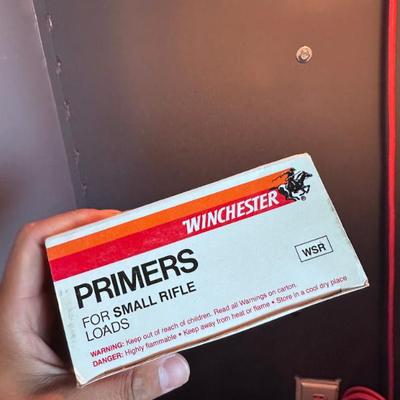 WINCHESTER
®
PRIMERS
WSR
FOR SMALL RIFLE
LOADS
WARNING: Keep out of reach of children. Read all Warnings on carton.
DANGER: Highly flammable • Keep away from heat or flame • Store in a cool dry place